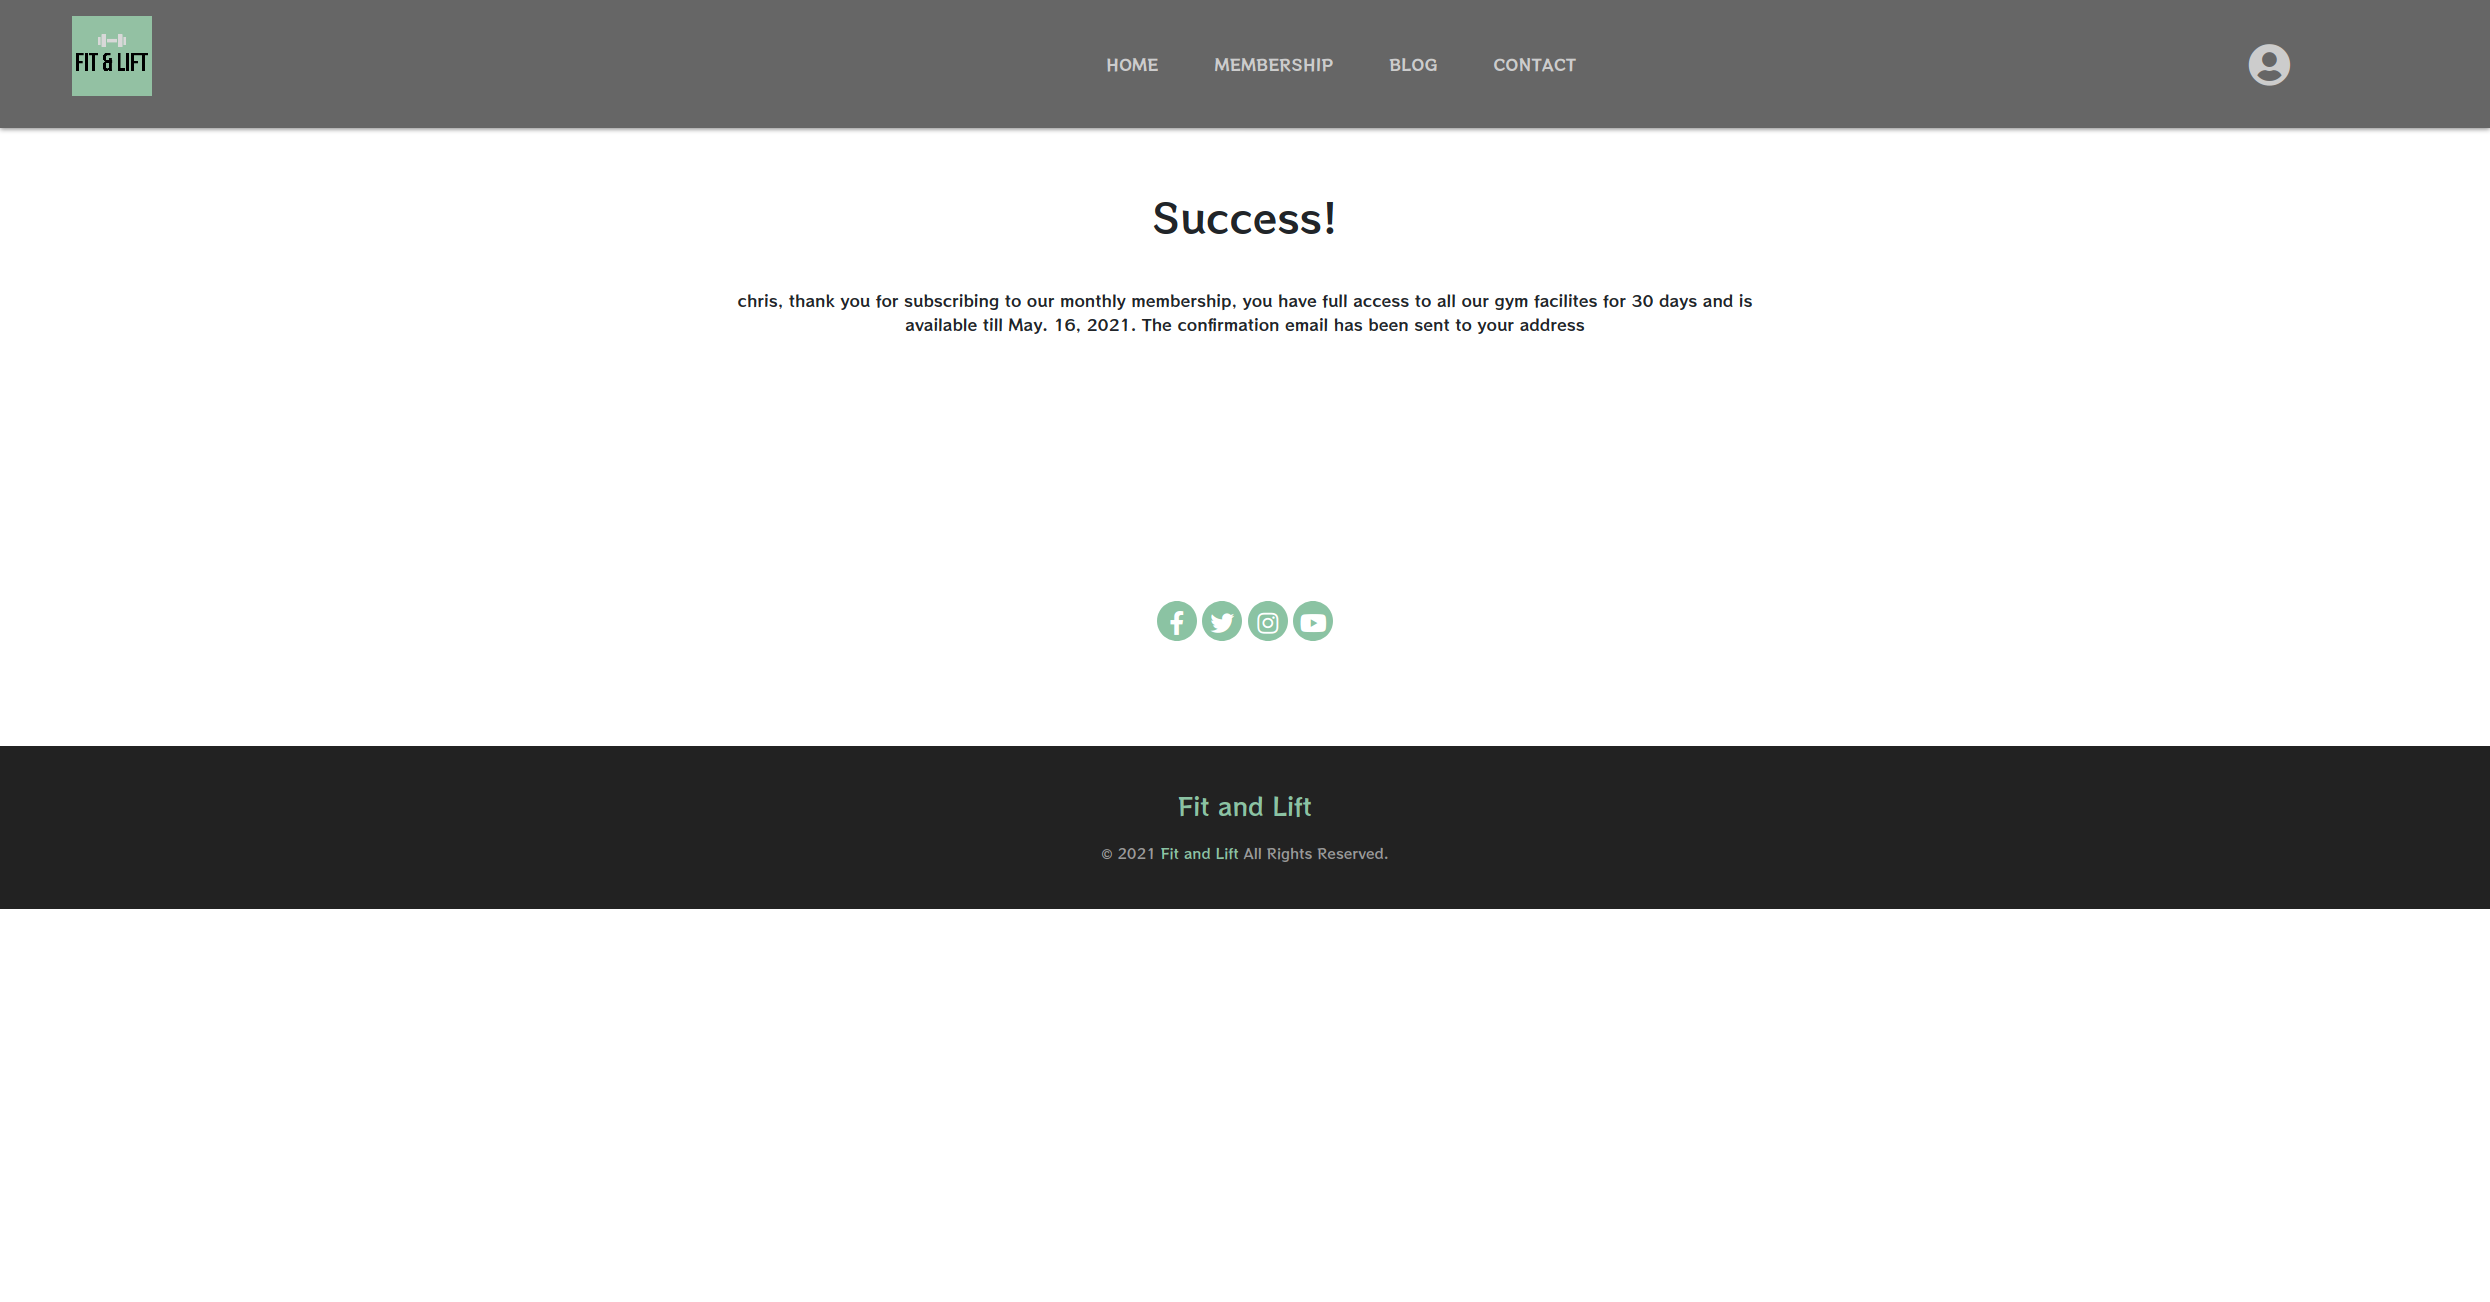 FIT & LIFT
HOME MEMBERSHIP BLOG CONTACT
Success!
chris, thank you for subscribing to our monthly membership, you have full access to all our gym facilites for 30 days and is
available till May. 16, 2021. The confirmation email has been sent to your address
Fit and Lift
© 2021 Fit and Lift All Rights Reserved.